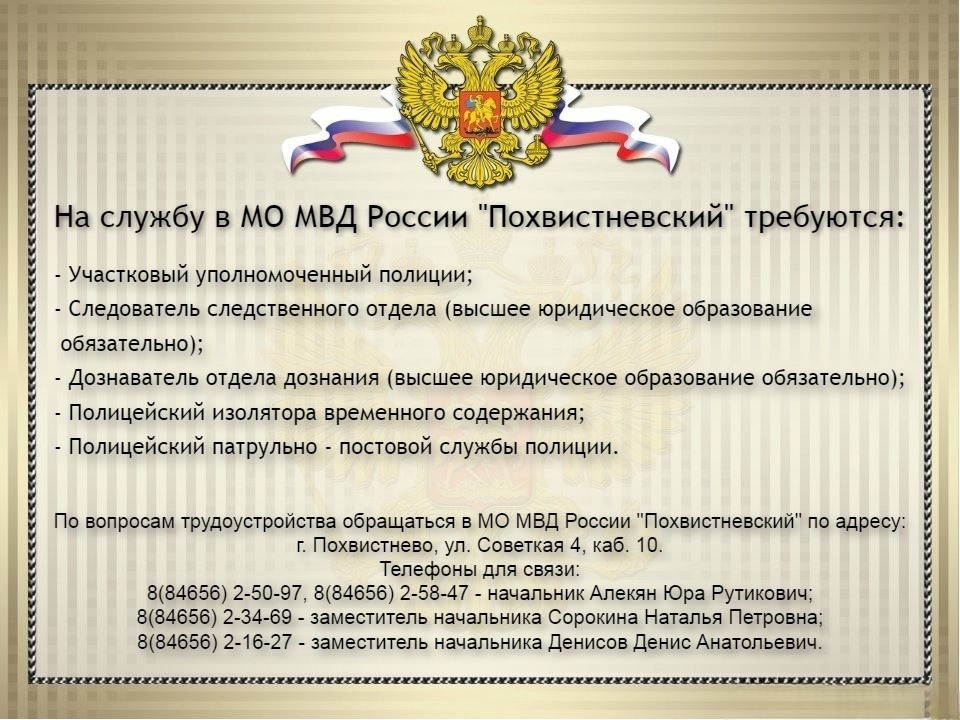 На службу в МО МВД России "Похвистневский" требуются:
- Участковый уполномоченный полиции;
- Следователь следственного отдела (высшее юридическое образование
обязательно);
- Дознаватель отдела дознания (высшее юридическое образование обязательно);
- Полицейский изолятора временного содержания;
- Полицейский патрульно - постовой службы полиции.
По вопросам трудоустройства обращаться в МО МВД России "Похвистневский" по адресу:
г. Похвистнево, ул. Советкая 4, каб. 10.
Телефоны для связи:
8(84656) 2-50-97, 8(84656) 2-58-47 - начальник Алекян Юра Рутикович;
8(84656) 2-34-69 - заместитель начальника Сорокина Наталья Петровна;
8(84656) 2-16-27 - заместитель начальника Денисов Денис Анатольевич.